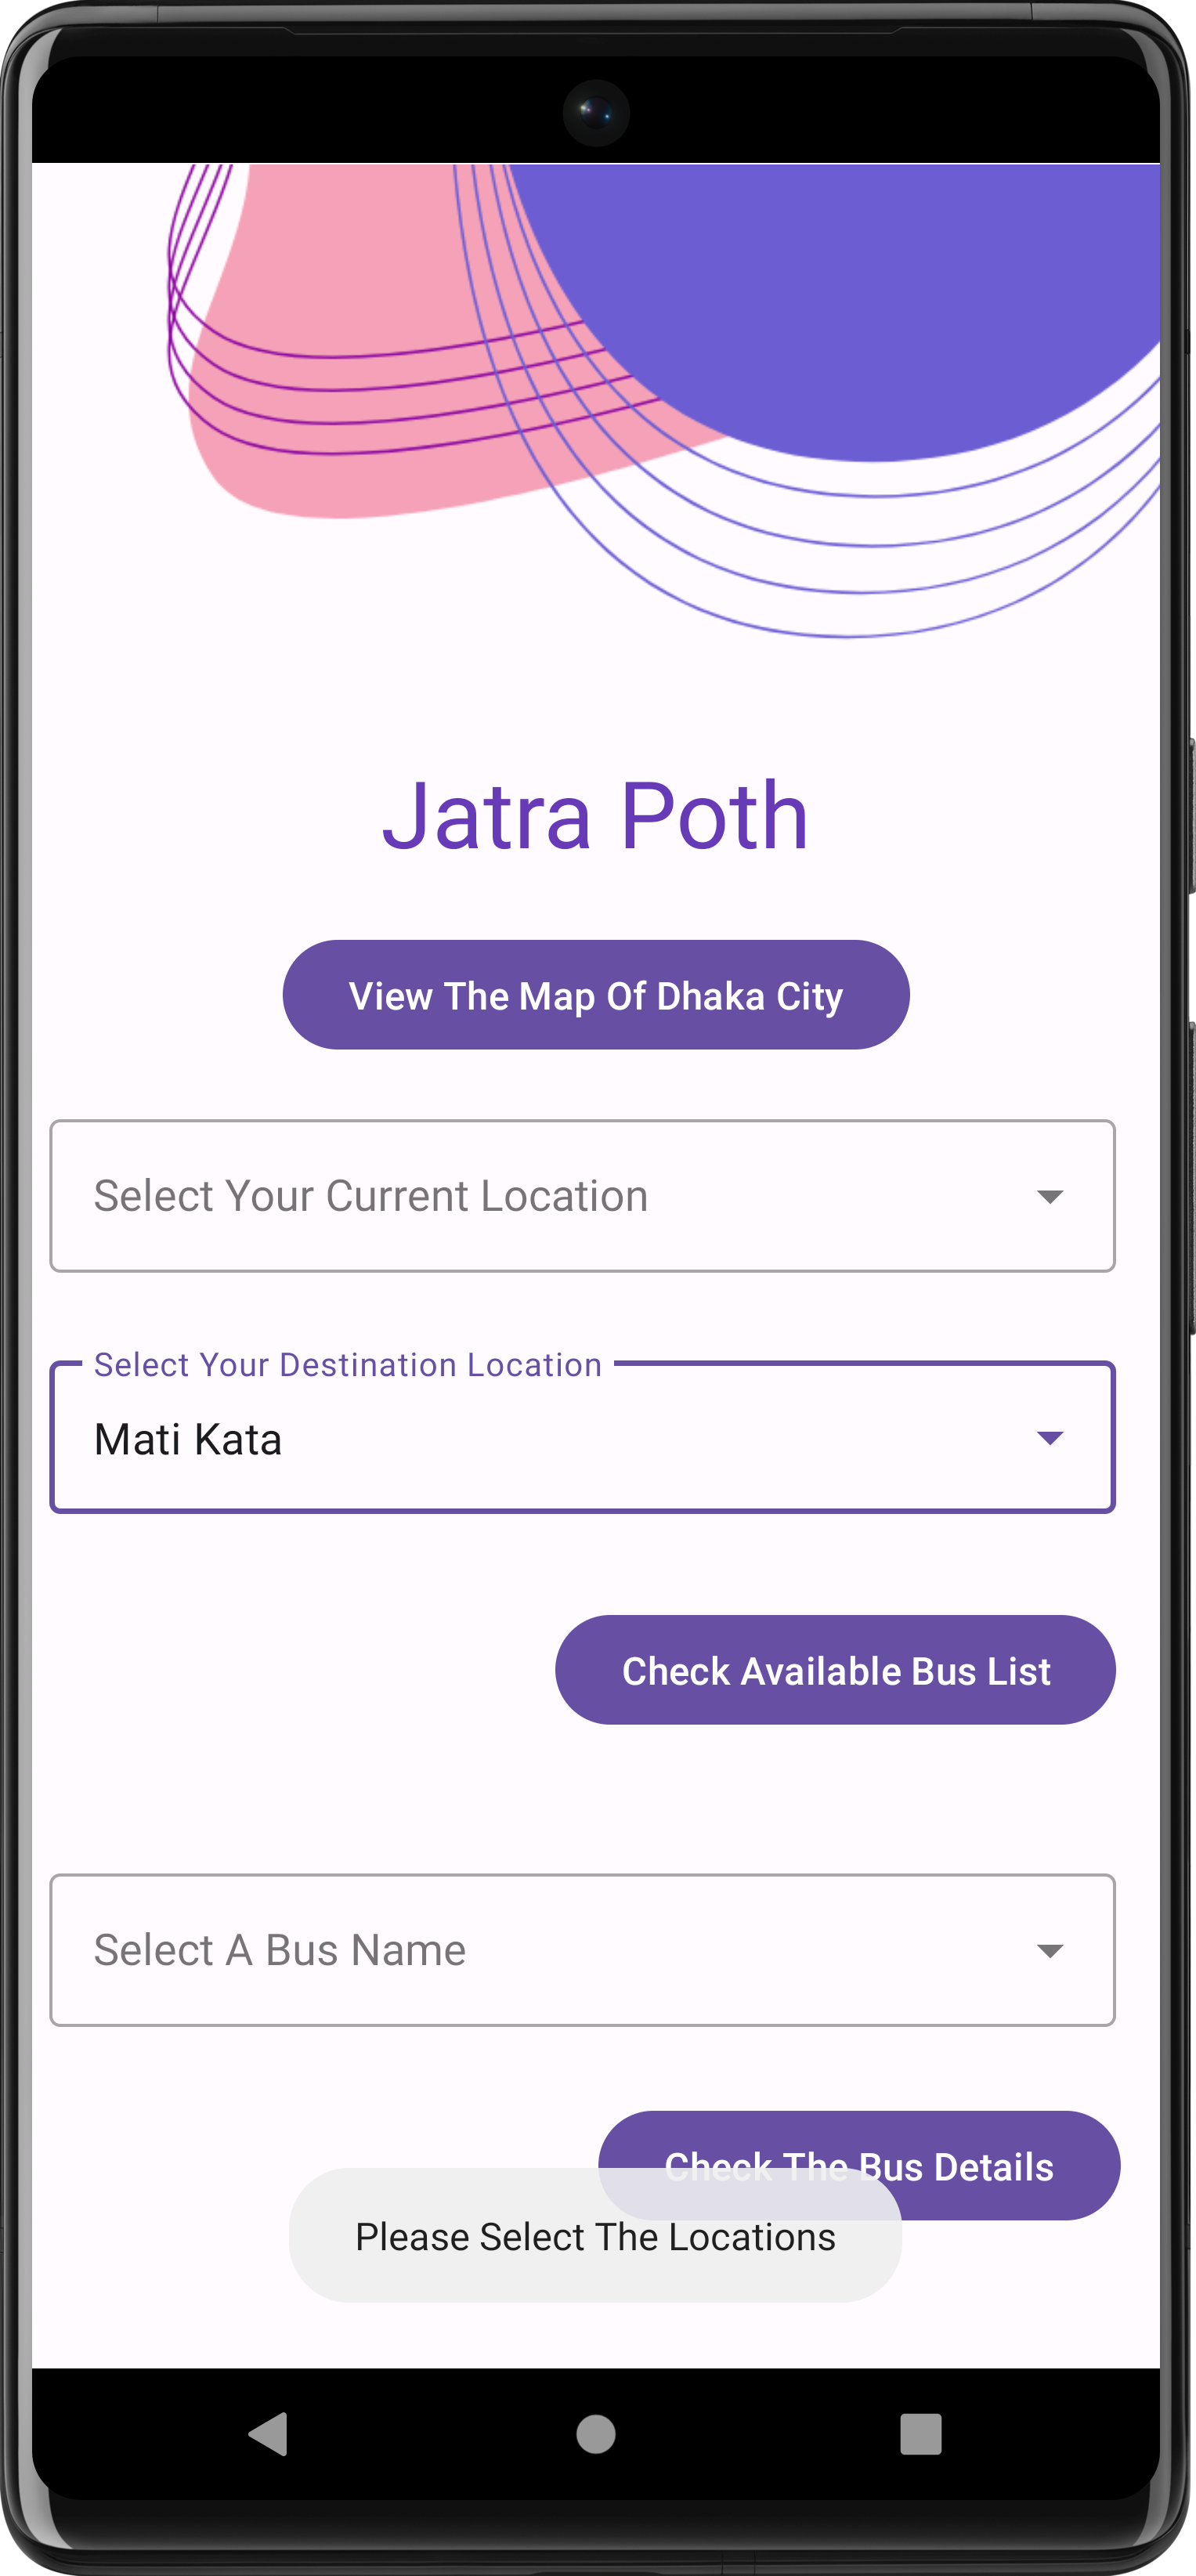 Jatra Poth
View The Map Of Dhaka City
Select Your Current Location
Select Your Destination Location
Mati Kata
Check Available Bus List
Select A Bus Name
Check The Bus Details
Please Select The Locations